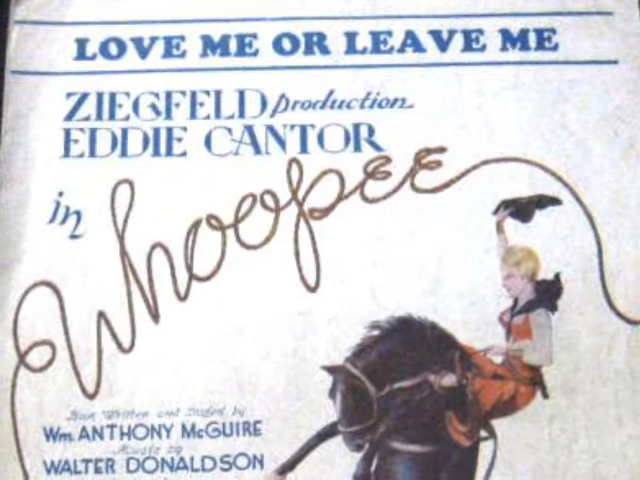 LOVE ME OR LEAVE ME
ZIEGFELD production
EDDIE CANTOR
in
Whoopee
Book Written and Staged by
Wm. ANTHONY McGUIRE
Music by
WALTER DONALDSON